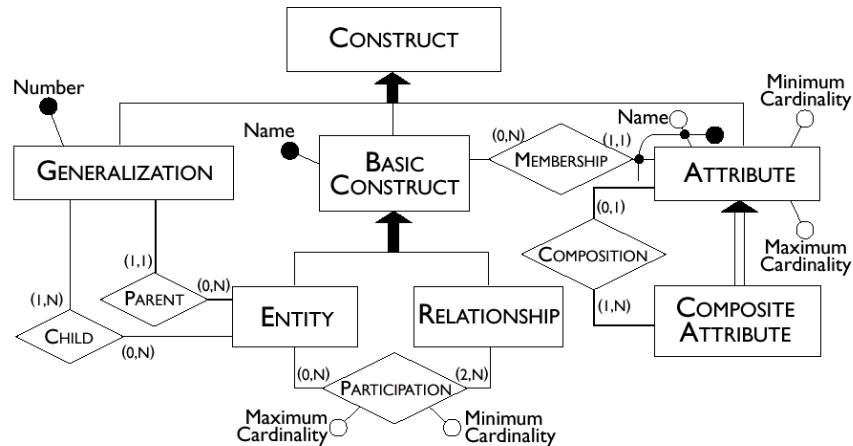 CONSTRUCT
Number
Minimum
Cardinality
Name
(0,N)
(1,1)
Name
GENERALIZATION
BASIC
CONSTRUCT
MEMBERSHIP
ATTRIBUTE
(0,1)
(1,1)
(0,N)
COMPOSITION
Maximum
Cardinality
(1,N)
PARENT
(1,N)
ENTITY
RELATIONSHIP
COMPOSITE
ATTRIBUTE
CHILD
(0,N)
(0,N)
PARTICIPATION
(2,N)
Maximum
Cardinality
Minimum
Cardinality